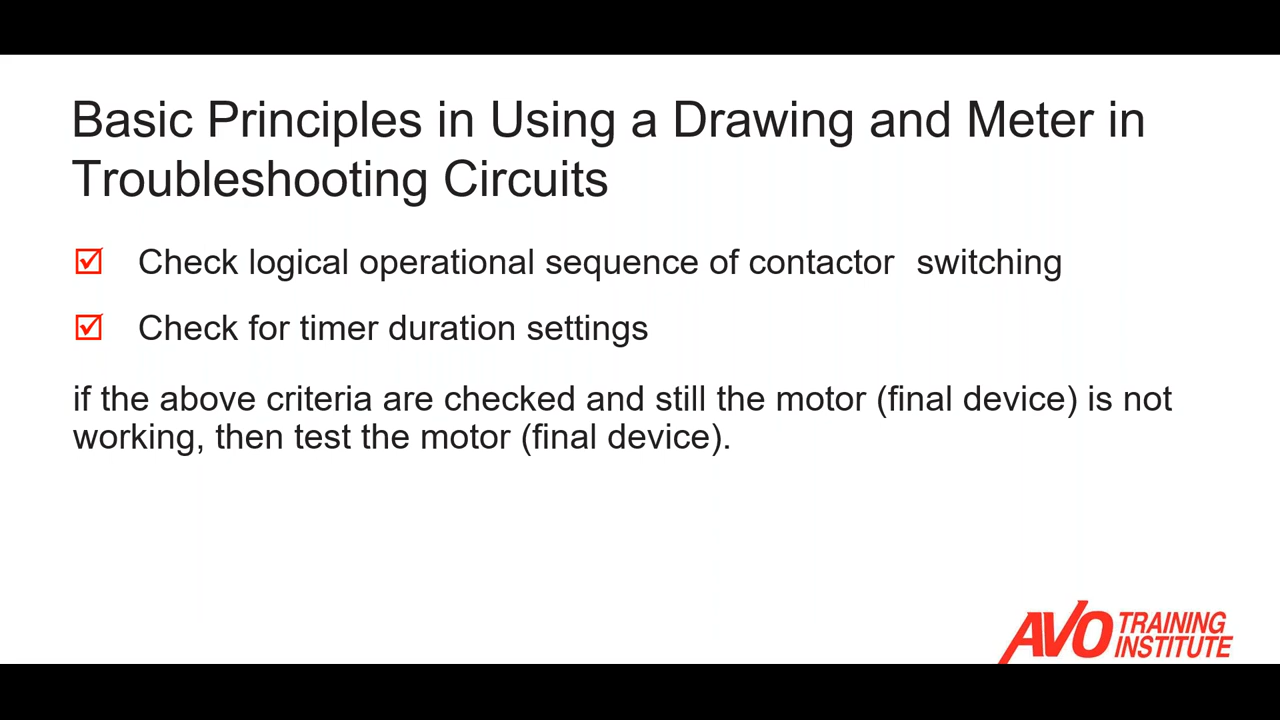 Basic Principles in Using a Drawing and Meter in
Troubleshooting Circuits
Check logical operational sequence of contactor  switching
Check for timer duration settings
if the above criteria are checked and still the motor (final device) is not
working, then test the motor (final device).
AVO TRAINING
INSTITUTE